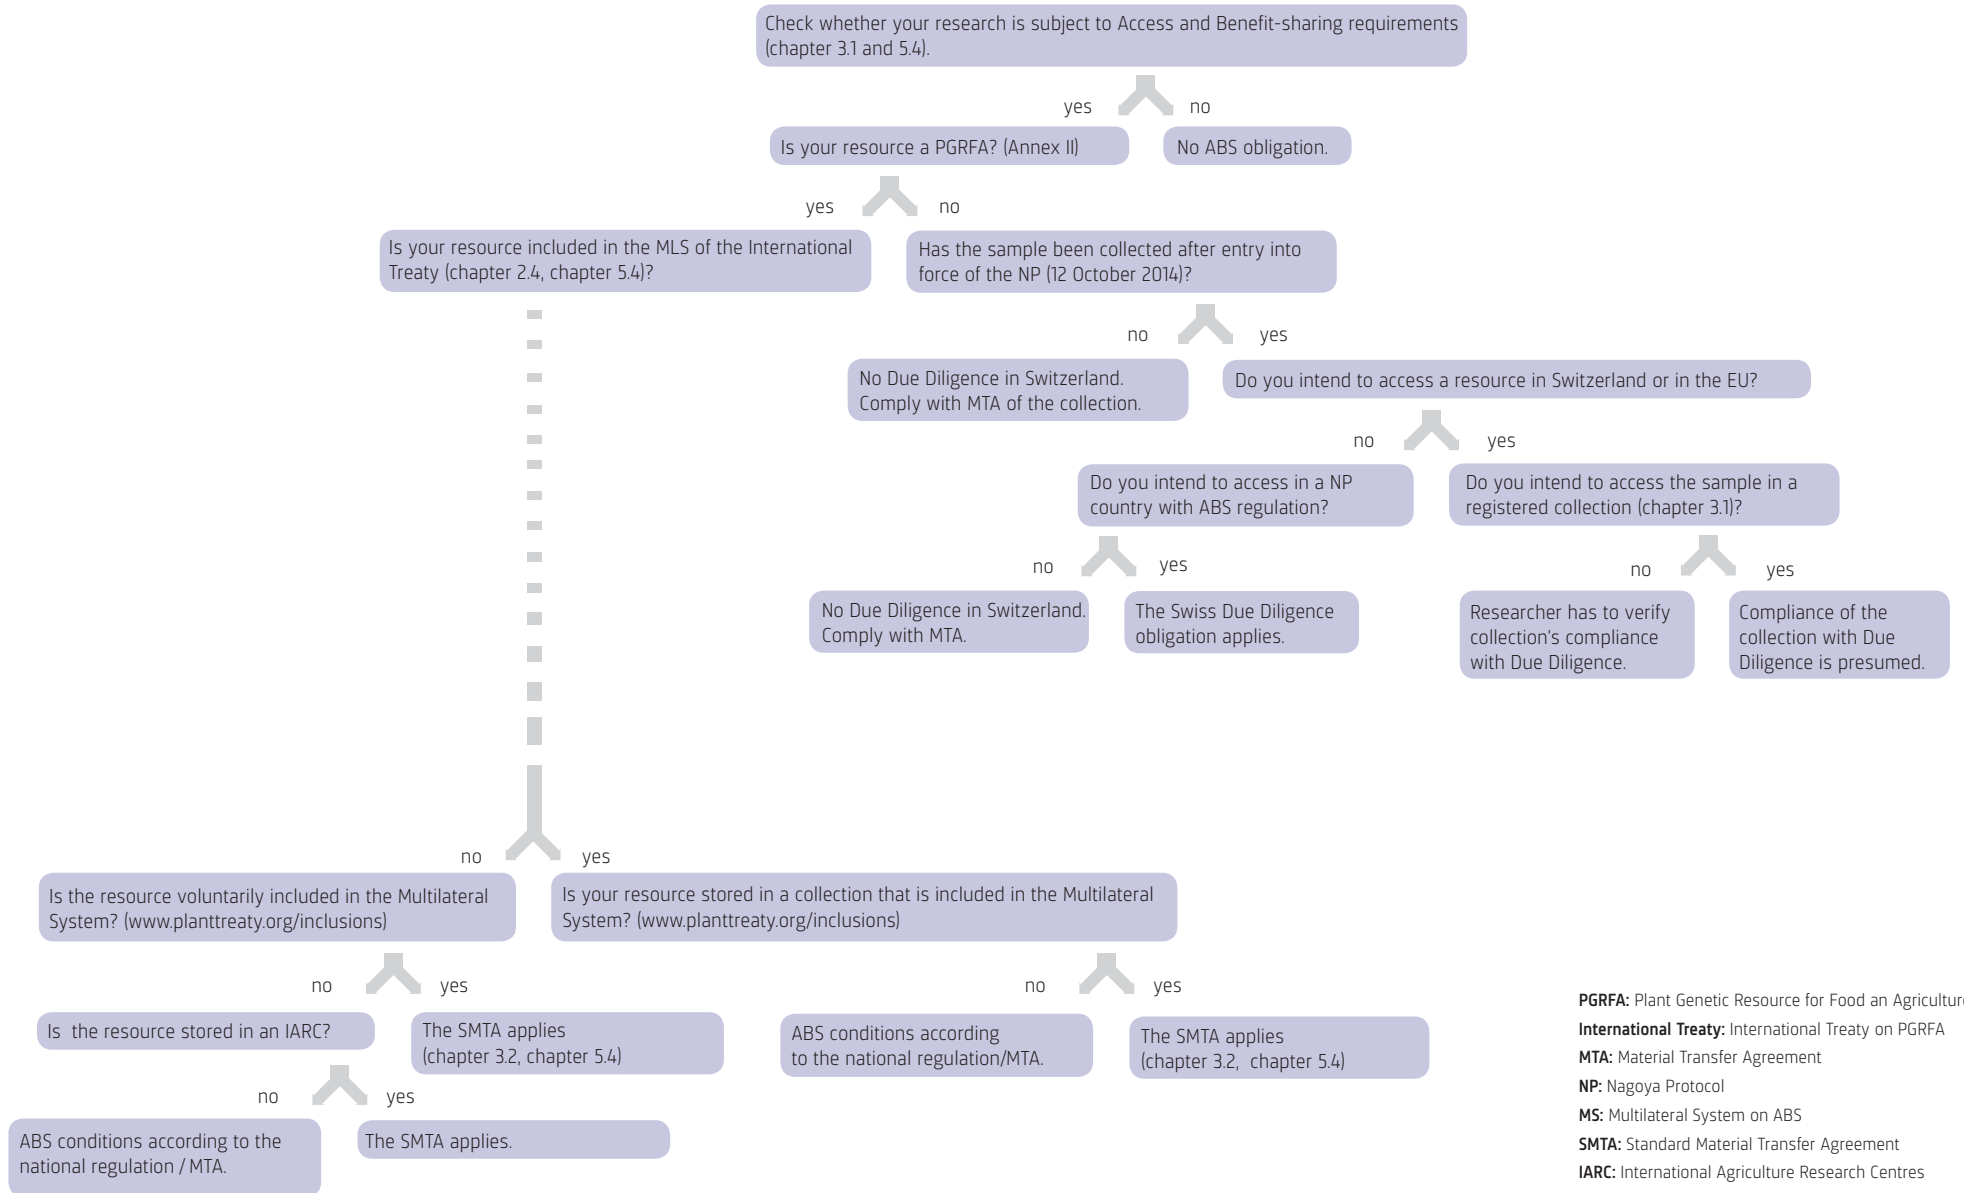 Check whether your research is subject to Access and Benefit-sharing requirements
(chapter 3.1 and 5.4).
yes
no
Is your resource a PGRFA? (Annex II)
No ABS obligation.
yes
no
Is your resource included in the MLS of the International
Treaty (chapter 2.4, chapter 5.4)?
Has the sample been collected after entry into
force of the NP (12 October 2014)?
no
yes
No Due Diligence in Switzerland.
Comply with MTA of the collection.
Do you intend to access a resource in Switzerland or in the EU?
no
yes
Do you intend to access in a NP
country with ABS regulation?
Do you intend to access the sample in a
registered collection (chapter 3.1)?
no
yes
no
yes
No Due Diligence in Switzerland.
Comply with MTA.
The Swiss Due Diligence
obligation applies.
Researcher has to verify
collection's compliance
with Due Diligence.
Compliance of the
collection with Due
Diligence is presumed.
no
yes
Is the resource voluntarily included in the Multilateral
System? (www.planttreaty.org/inclusions)
Is your resource stored in a collection that is included in the Multilateral
System? (www.planttreaty.org/inclusions)
no
yes
no
yes
Is the resource stored in an IARC?
The SMTA applies
(chapter 3.2, chapter 5.4)
ABS conditions according
to the national regulation/MTA.
The SMTA applies
(chapter 3.2, chapter 5.4)
no
yes
ABS conditions according to the
national regulation / MTA.
The SMTA applies.
PGRFA: Plant Genetic Resource for Food an Agriculture
International Treaty: International Treaty on PGRFA
MTA: Material Transfer Agreement
NP: Nagoya Protocol
MS: Multilateral System on ABS
SMTA: Standard Material Transfer Agreement
IARC: International Agriculture Research Centres